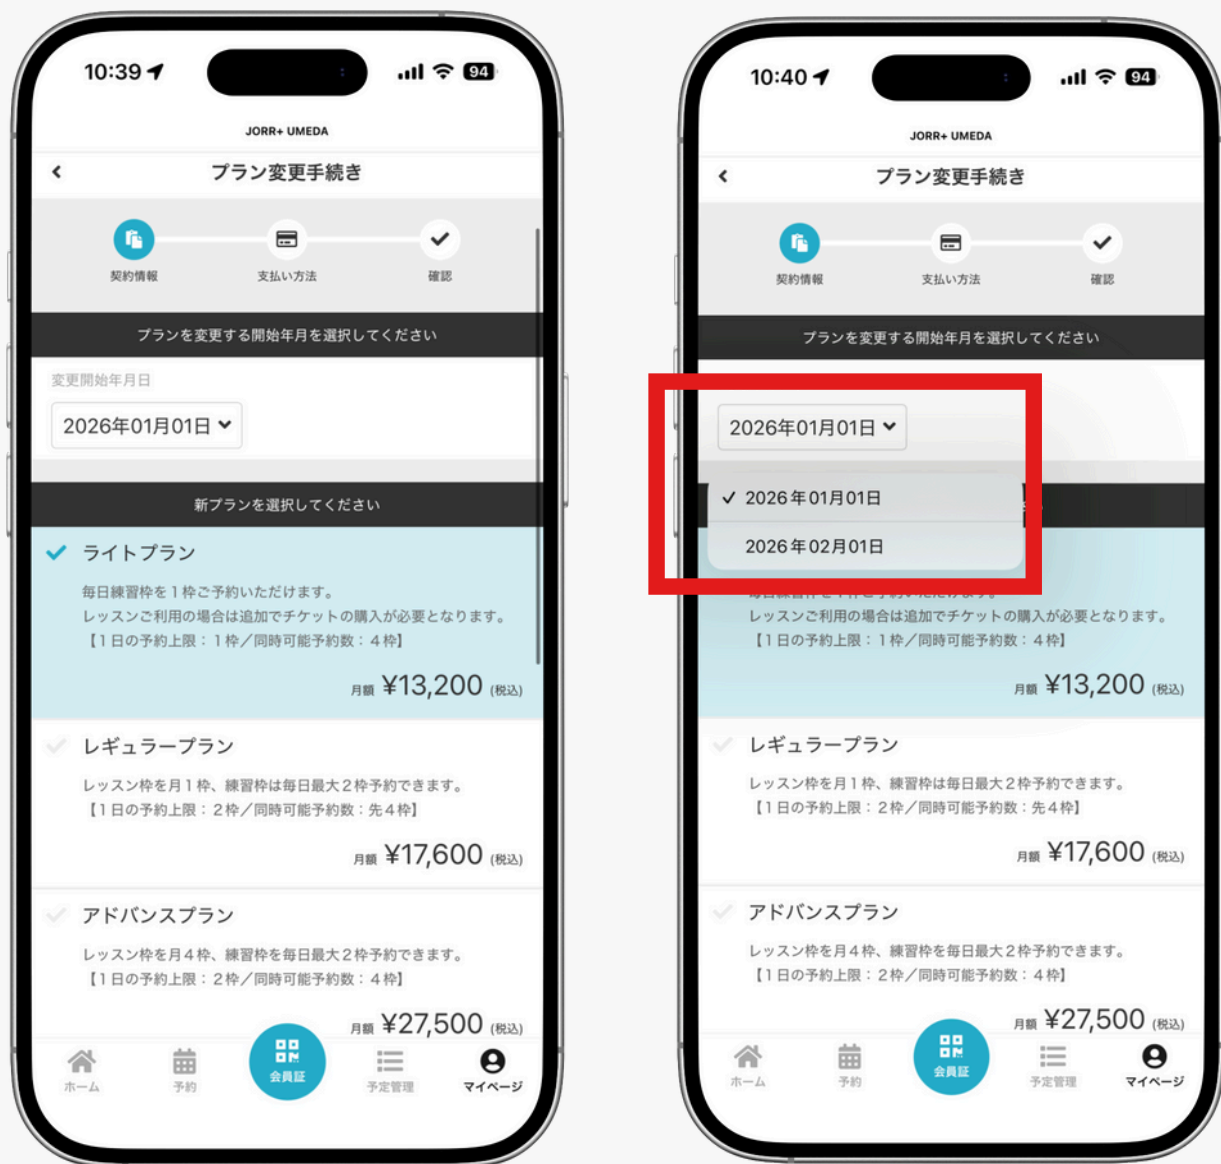 10:39
94
JORR+ UMEDA
プラン変更手続き
契約情報
支払い方法
確認
プランを変更する開始年月を選択してください
変更開始年月日
2026年01月01日
新プランを選択してください
ライトプラン
毎日練習枠を1枠ご予約いただけます。
レッスンご利用の場合は追加でチケットの購入が必要となります。
【1日の予約上限：1枠／同時可能予約数：4枠】
月額 ¥13,200 (税込)
レギュラープラン
レッスン枠を月1枠、練習枠は毎日最大2枠予約できます。
【1日の予約上限：2枠／同時可能予約数：先4枠】
月額 ¥17,600 (税込)
アドバンスプラン
レッスン枠を月4枠、練習枠を毎日最大2枠予約できます。
【1日の予約上限：2枠／同時可能予約数：4枠】
月額 ¥27,500 (税込)
ホーム
予約
会員証
予定管理
マイページ
10:40
94
JORR+ UMEDA
プラン変更手続き
契約情報
支払い方法
確認
プランを変更する開始年月を選択してください
2026年01月01日
2026年01月01日
2026年02月01日
レッスンご利用の場合は追加でチケットの購入が必要となります。
【1日の予約上限：1枠／同時可能予約数：4枠】
月額 ¥13,200 (税込)
レギュラープラン
レッスン枠を月1枠、練習枠は毎日最大2枠予約できます。
【1日の予約上限：2枠／同時可能予約数：先4枠】
月額 ¥17,600 (税込)
アドバンスプラン
レッスン枠を月4枠、練習枠を毎日最大2枠予約できます。
【1日の予約上限：2枠／同時可能予約数：4枠】
月額 ¥27,500 (税込)
ホーム
予約
会員証
予定管理
マイページ